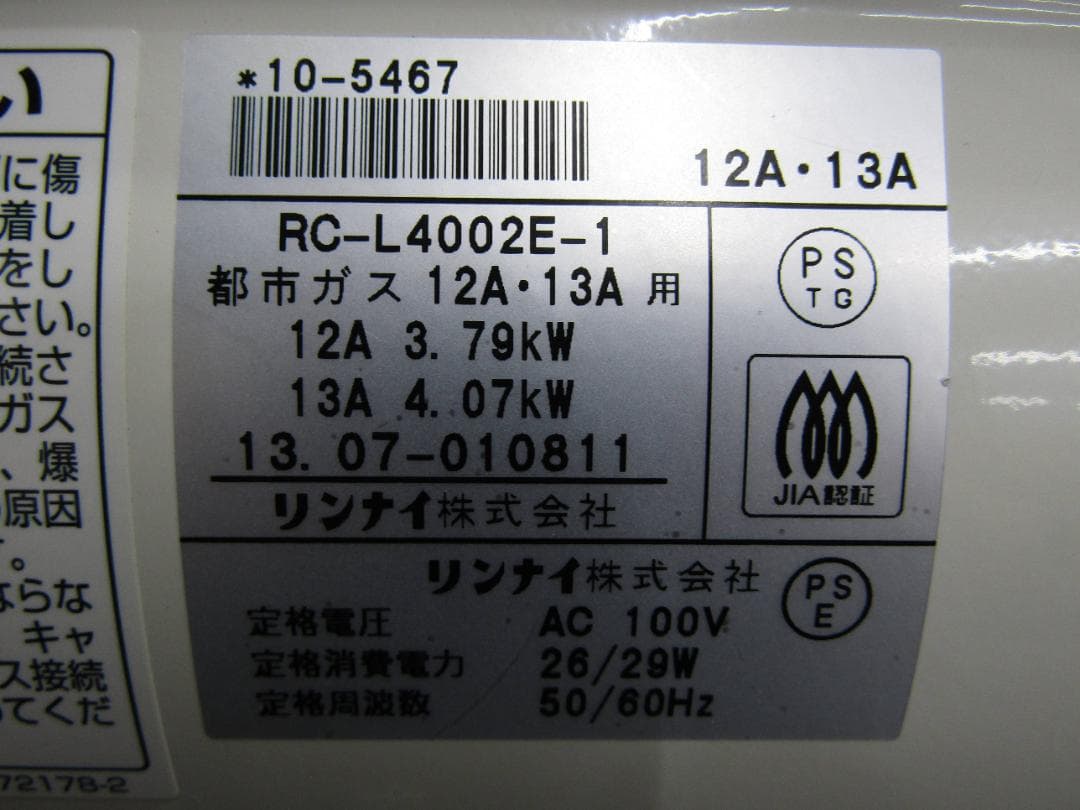 い
に傷
着し
をし
さい。
続さ
ガス
、爆
原因
。
ならな
キャ
ス接続
てくだ
72178-2
*10-5467
12A・13A
RC-L4002E-1
都市ガス 12A・13A 用
12A 3.79kW
13A 4.07kW
13.07-010811
リンナイ株式会社
PS
TG
JIA認証
リンナイ株式会社
PS
E
定格電圧 AC 100V
定格消費電力 26/29W
定格周波数 50/60Hz